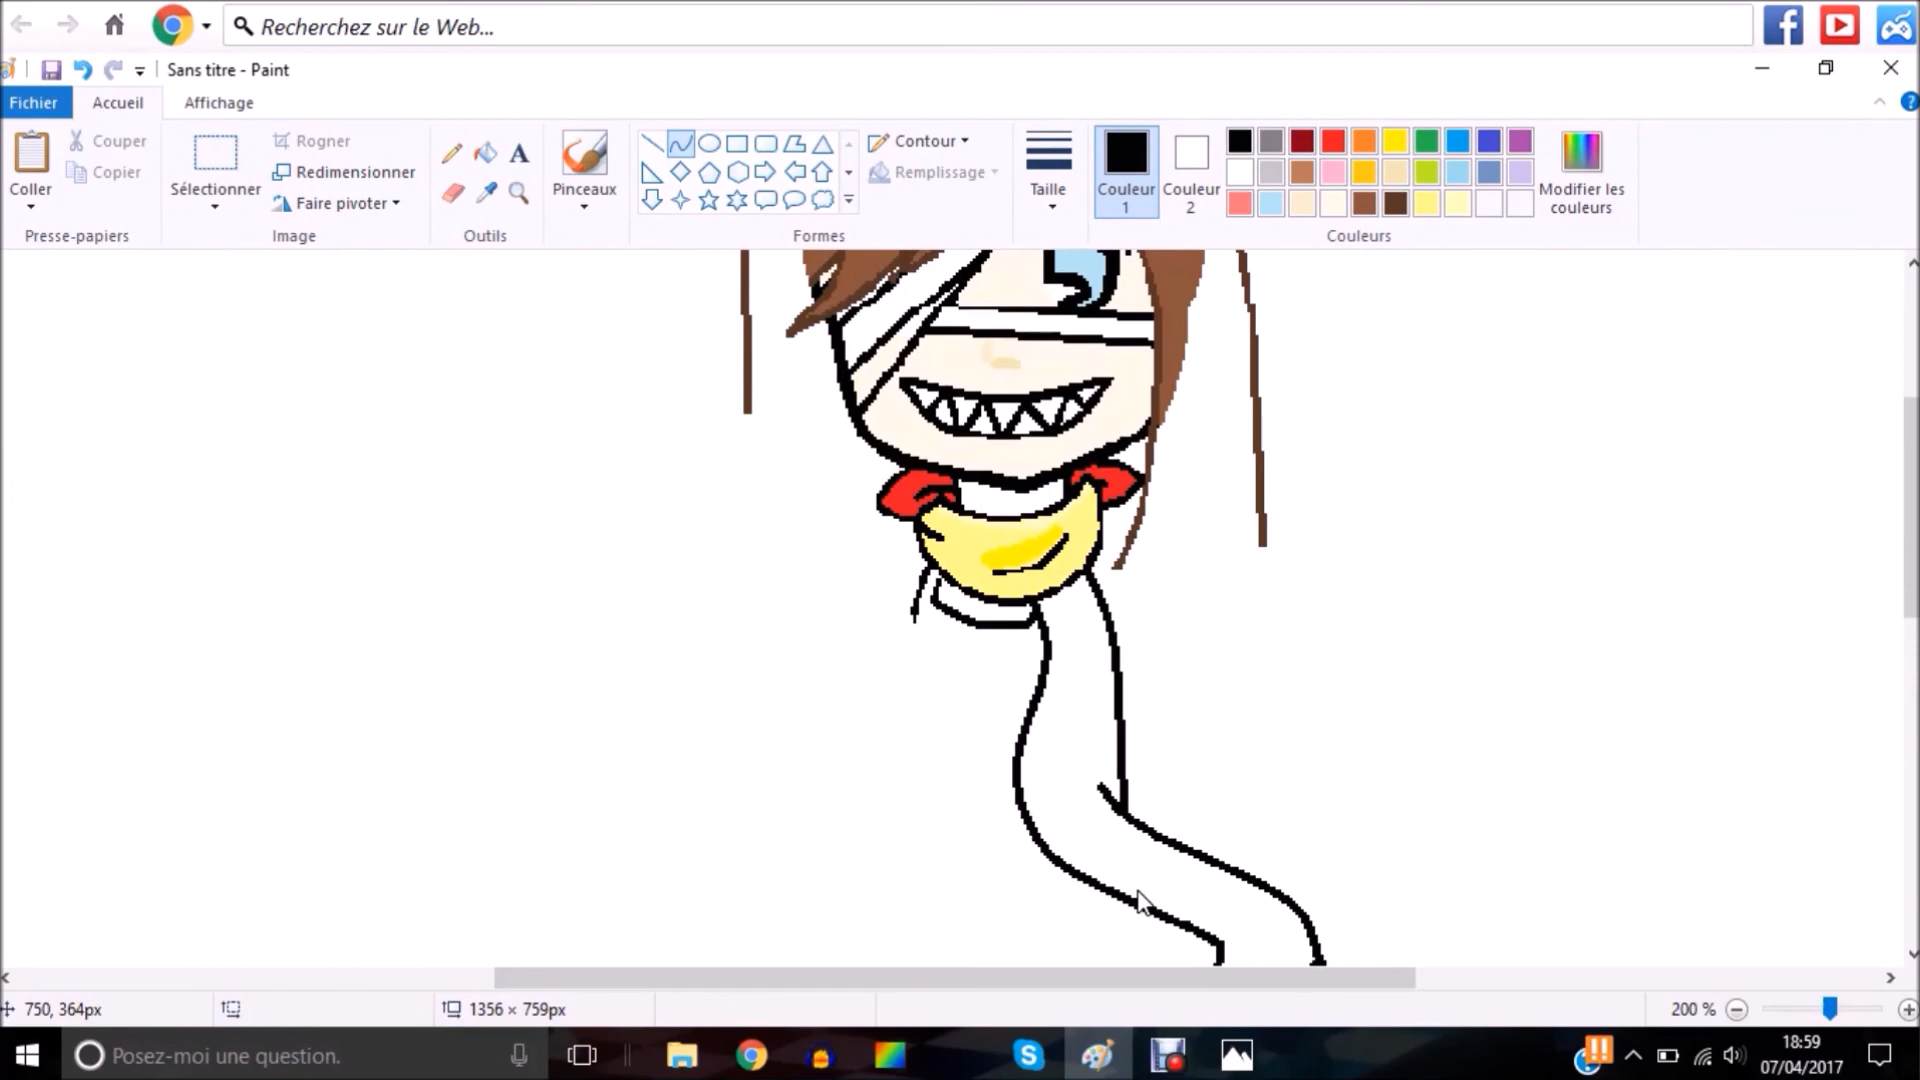 Recherchez sur le Web...
Sans titre - Paint
Fichier Accueil Affichage
Coller
Couper
Copier
Presse-papiers
Sélectionner
Rogner
Redimensionner
Faire pivoter
Image
A
Outils
Pinceaux
Contour
Remplissage
Formes
Taille
Couleur 1
Couleur 2
Modifier les couleurs
Couleurs
750, 364px
1356 × 759px
200 %
Posez-moi une question.
18:59
07/04/2017